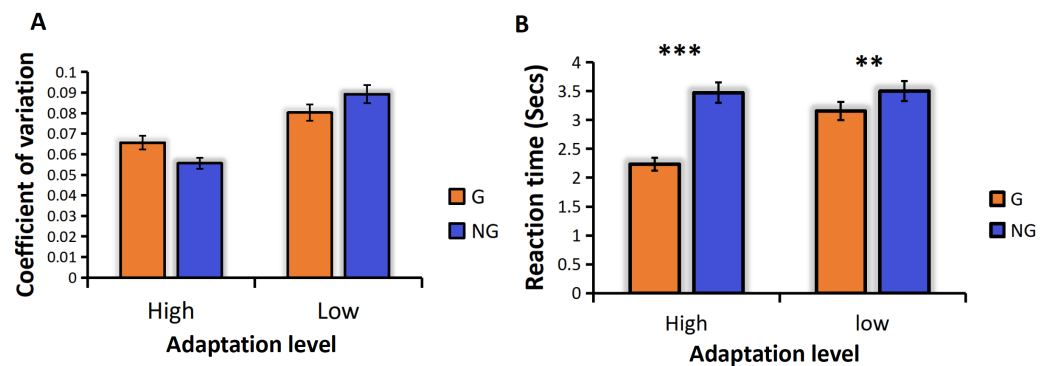 A
Coefficient of variation
0.1
0.09
0.08
0.07
0.06
0.05
0.04
0.03
0.02
0.01
0
High Low
Adaptation level
G
NG
B
Reaction time (Secs)
4
3.5
3
2.5
2
1.5
1
0.5
0
*** **
High low
Adaptation level
G
NG